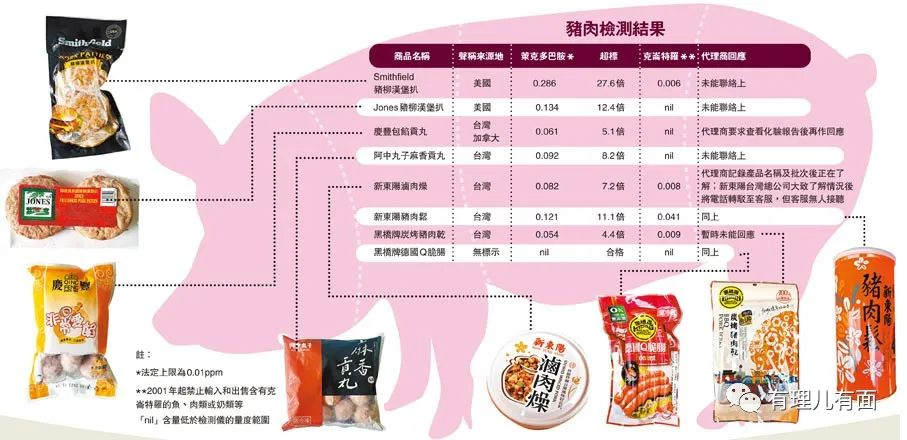 豬肉檢測結果
商品名稱 聲稱來源地 萊克多巴胺* 超標 克崙特羅** 代理商回應
Smithfield
豬柳漢堡扒 美國 0.286 27.6倍 0.006 未能聯絡上
Jones豬柳漢堡扒 美國 0.134 12.4倍 nil 未能聯絡上
慶豐包餡貢丸 台灣
加拿大 0.061 5.1倍 nil 代理商要求查看化驗報告後再作回應
阿中丸子麻香貢丸 台灣 0.092 8.2倍 nil 未能聯絡上
新東陽滷肉燥 台灣 0.082 7.2倍 0.008 代理商記錄產品名稱及批次後正在了
解；新東陽台灣總公司大致了解情況後
將電話轉駁至客服，但客服無人接聽
新東陽豬肉鬆 台灣 0.121 11.1倍 0.041 同上
黑橋牌炭烤豬肉乾 台灣 0.054 4.4倍 0.009 暫時未能回應
黑橋牌德國Q脆腸 無標示 nil 合格 nil 同上
註：
*法定上限為0.01ppm
**2001年起禁止輸入和出售含有克
崙特羅的魚、肉類或奶類等
「nil」含量低於檢測儀的量度範圍
Smithfield
JONES
慶豐
麻香
貢丸
新東陽
滷肉燥
德國Q脆腸
炭烤豬肉乾
新東陽
豬肉鬆
有理儿有面